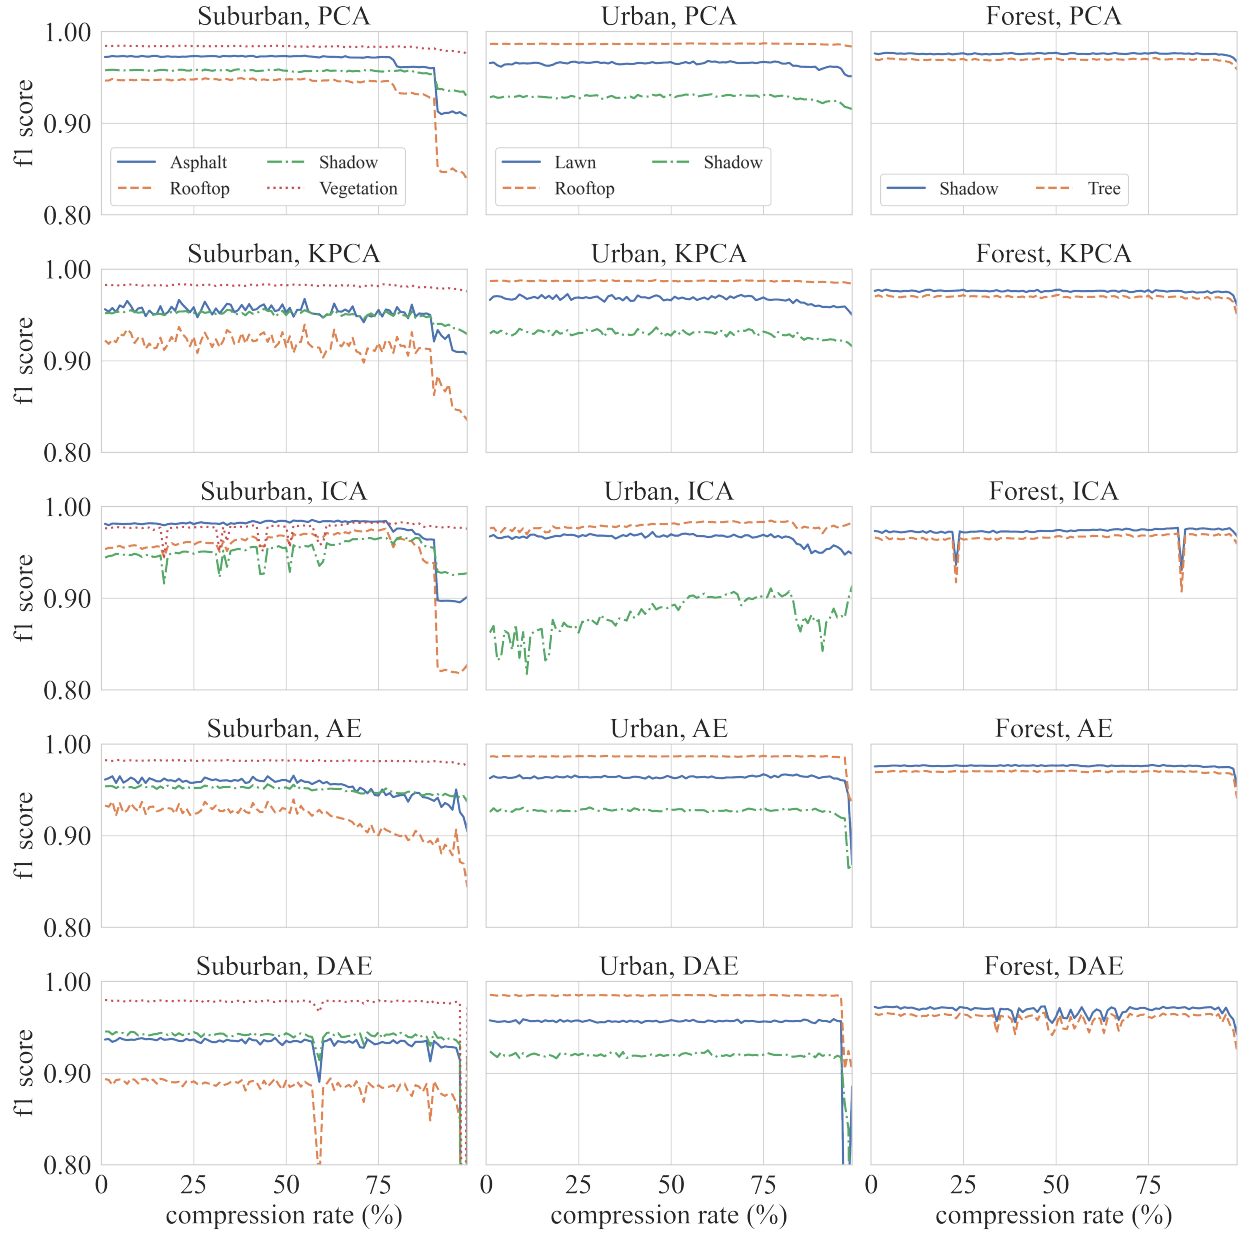 Suburban, PCA
Urban, PCA
Forest, PCA
1.00
0.90
0.80
f1 score
Asphalt
Shadow
Rooftop
Vegetation
Lawn
Shadow
Rooftop
Shadow
Tree
Suburban, KPCA
Urban, KPCA
Forest, KPCA
1.00
0.90
0.80
f1 score
Suburban, ICA
Urban, ICA
Forest, ICA
1.00
0.90
0.80
f1 score
Suburban, AE
Urban, AE
Forest, AE
1.00
0.90
0.80
f1 score
Suburban, DAE
Urban, DAE
Forest, DAE
1.00
0.90
0.80
f1 score
0 25 50 75
0 25 50 75
0 25 50 75
compression rate (%)
compression rate (%)
compression rate (%)